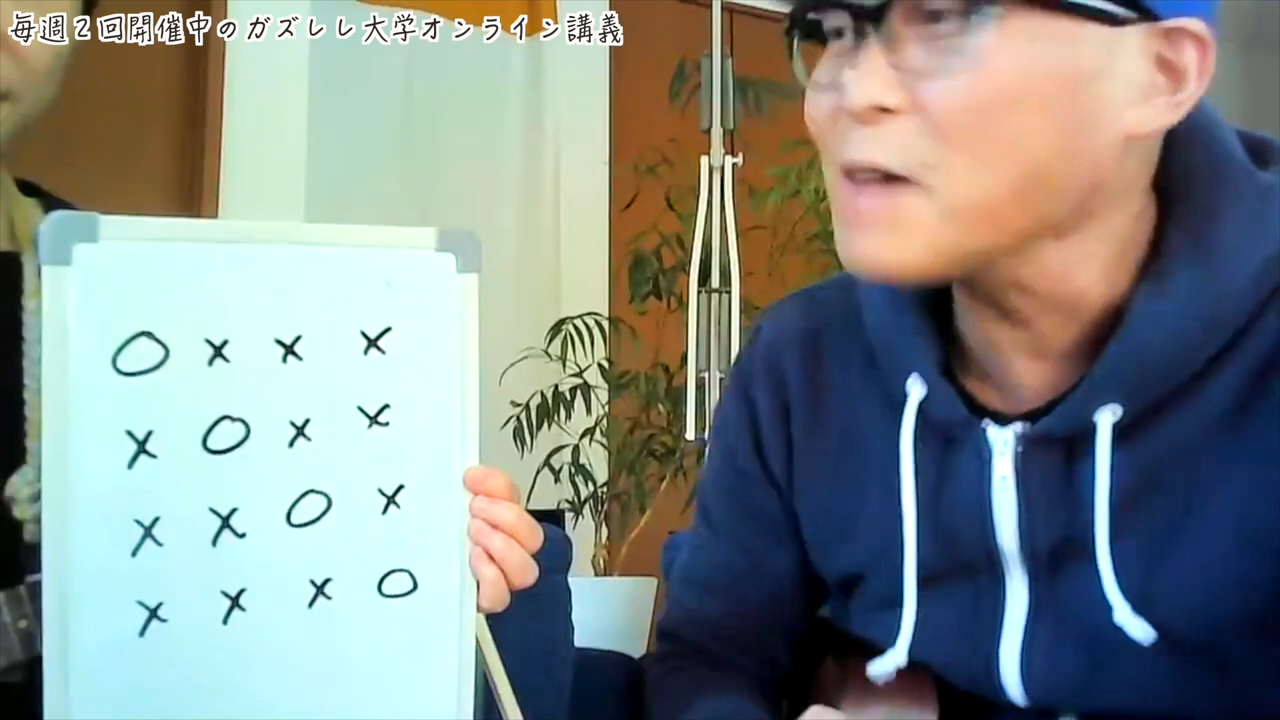 毎週2回開催中のガズレレ大学オンライン講義
○ × × ×
× ○ × ×
× × ○ ×
× × × ○